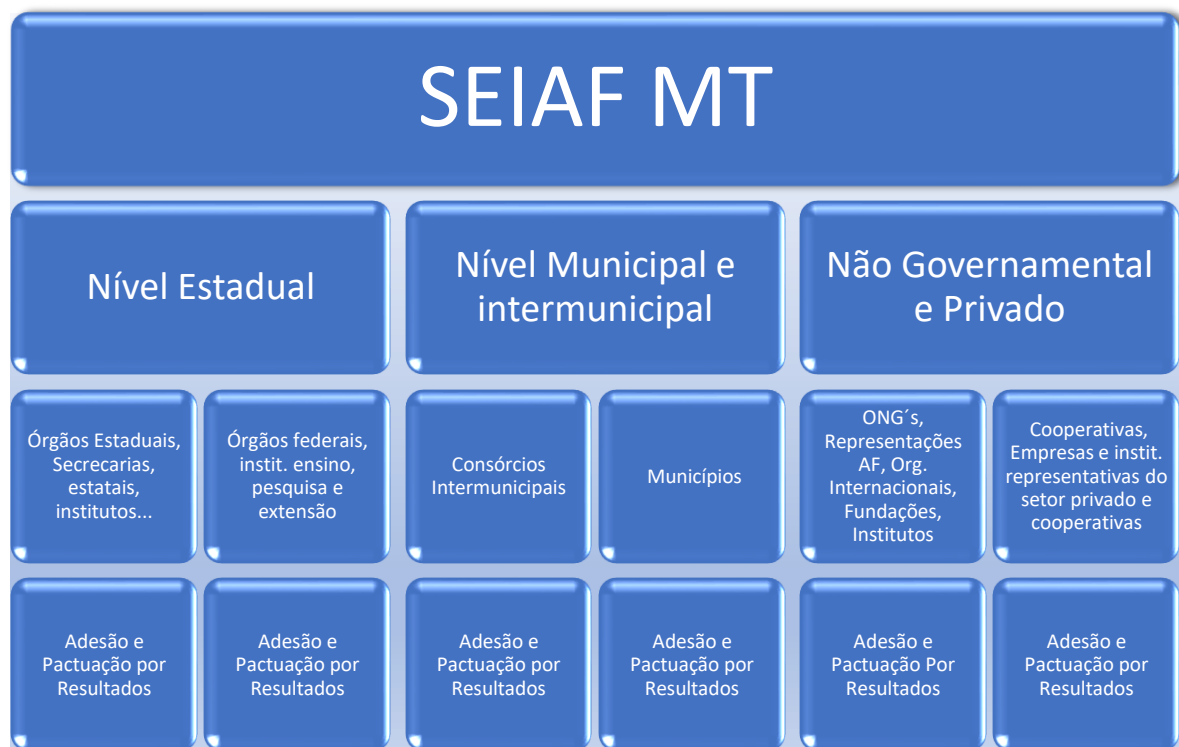 SEIAF MT
Nível Estadual
Nível Municipal e
intermunicipal
Não Governamental
e Privado
Órgãos Estaduais,
Secrecarias,
estatais,
institutos...
Órgãos federais,
instit. ensino,
pesquisa e
extensão
Consórcios
Intermunicipais
Municípios
ONG´s,
Representações
AF, Org.
Internacionais,
Fundações,
Institutos
Cooperativas,
Empresas e instit.
representativas do
setor privado e
cooperativas
Adesão e
Pactuação por
Resultados
Adesão e
Pactuação por
Resultados
Adesão e
Pactuação por
Resultados
Adesão e
Pactuação por
Resultados
Adesão e
Pactuação Por
Resultados
Adesão e
Pactuação por
Resultados